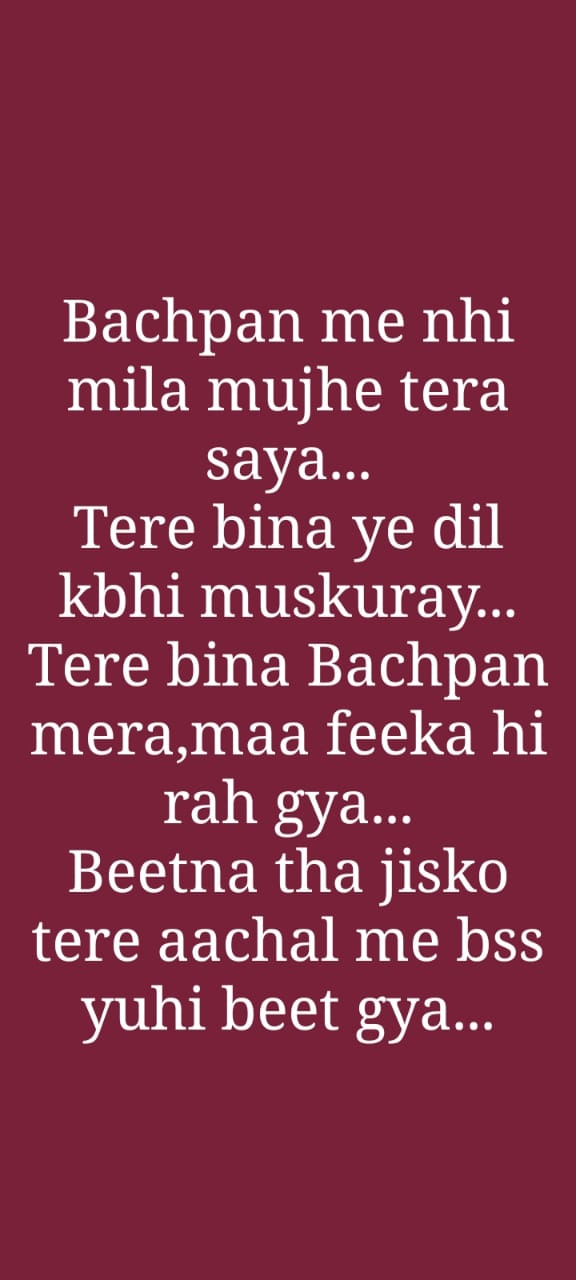 Bachpan me nhi
mila mujhe tera
saya...
Tere bina ye dil
kbhi muskuray...
Tere bina Bachpan
mera,maa feeka hi
rah gya...
Beetna tha jisko
tere aachal me bss
yuhi beet gya...